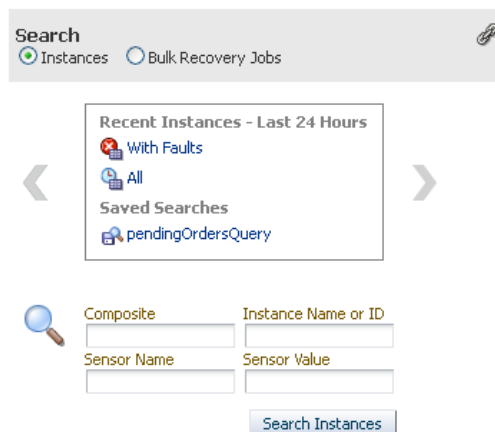 Search
Instances Bulk Recovery Jobs
Recent Instances - Last 24 Hours
With Faults
All
Saved Searches
pendingOrdersQuery
Composite Instance Name or ID
Sensor Name Sensor Value
Search Instances